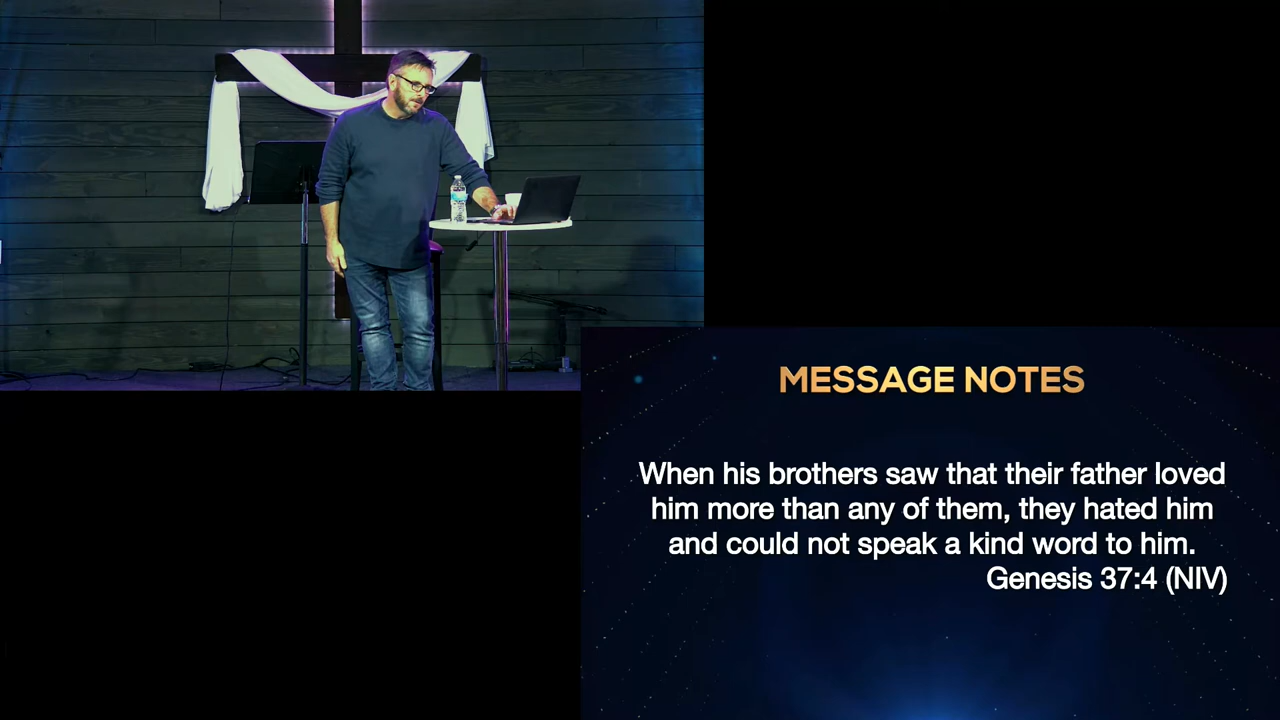 MESSAGE NOTES
When his brothers saw that their father loved
him more than any of them, they hated him
and could not speak a kind word to him.
Genesis 37:4 (NIV)